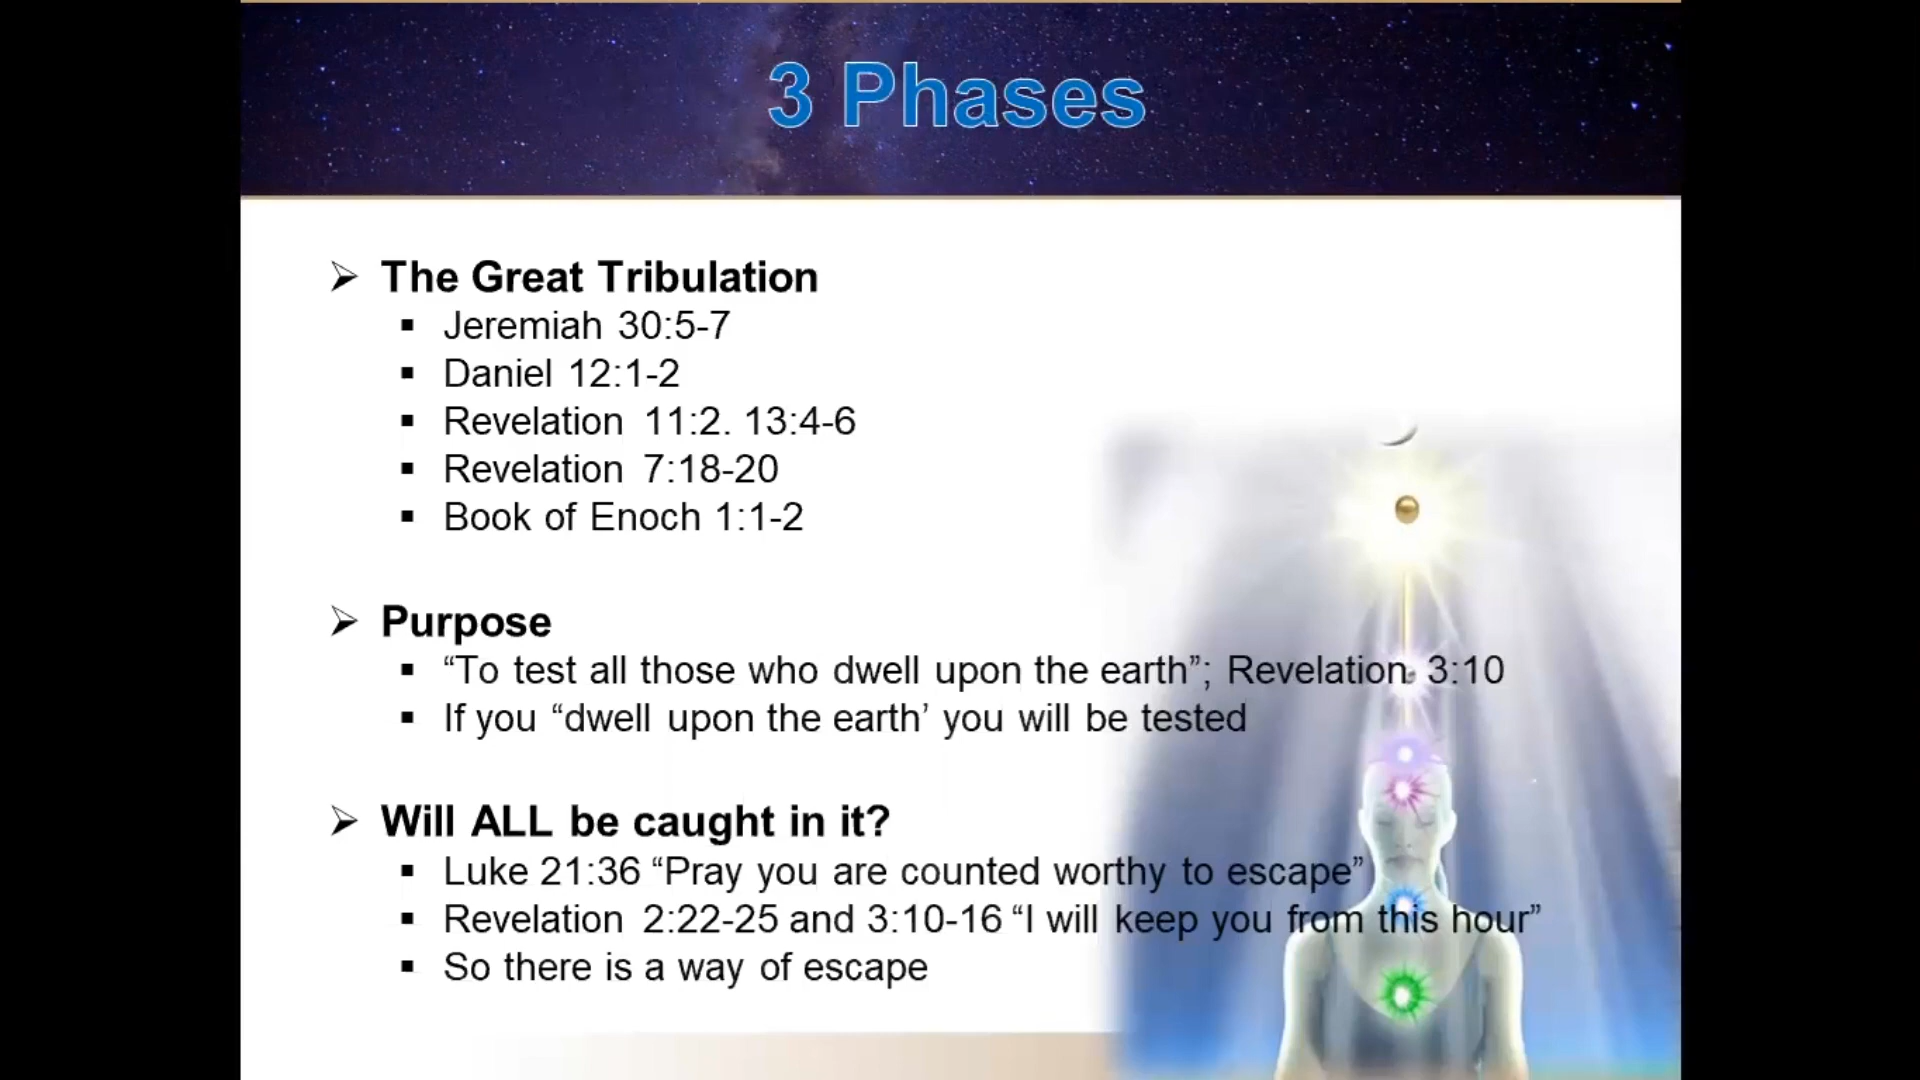 3 Phases
The Great Tribulation
Jeremiah 30:5-7
Daniel 12:1-2
Revelation 11:2. 13:4-6
Revelation 7:18-20
Book of Enoch 1:1-2
Purpose
“To test all those who dwell upon the earth”; Revelation 3:10
If you “dwell upon the earth’ you will be tested
Will ALL be caught in it?
Luke 21:36 “Pray you are counted worthy to escape”
Revelation 2:22-25 and 3:10-16 “I will keep you from this hour”
So there is a way of escape